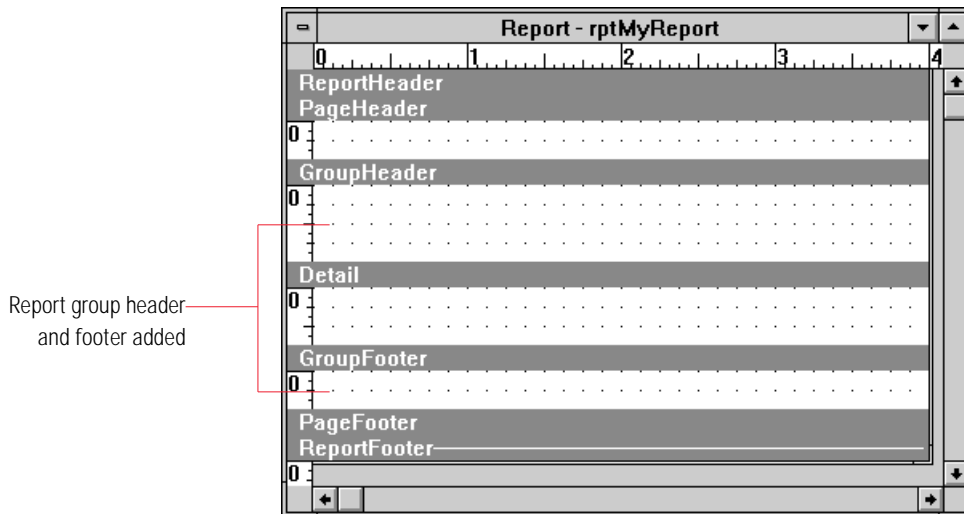 Report - rptMyReport
0 1 2 3 4
ReportHeader
PageHeader
0
GroupHeader
0
Detail
0
GroupFooter
0
PageFooter
ReportFooter
0
Report group header
and footer added